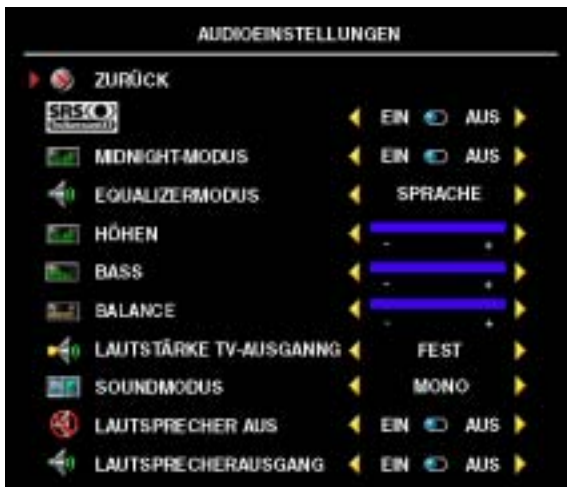 AUDIOEINSTELLUNGEN
ZURÜCK
SRS EIN AUS
MIDNIGHT-MODUS EIN AUS
EQUALIZERMODUS SPRACHE
HÖHEN - +
BASS - +
BALANCE - +
LAUTSTÄRKE TV-AUSGANNG FEST
SOUNDMODUS MONO
LAUTSPRECHER AUS EIN AUS
LAUTSPRECHERAUSGANG EIN AUS